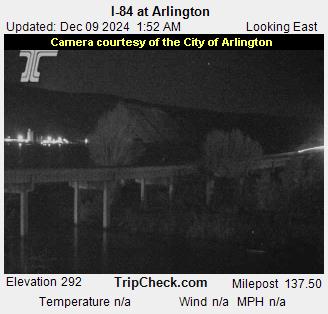 I-84 at Arlington
Updated: Dec 09 2024 1:52 AM Looking East
Camera courtesy of the City of Arlington
Elevation 292 TripCheck.com Milepost 137.50
Temperature n/a Wind n/a MPH n/a